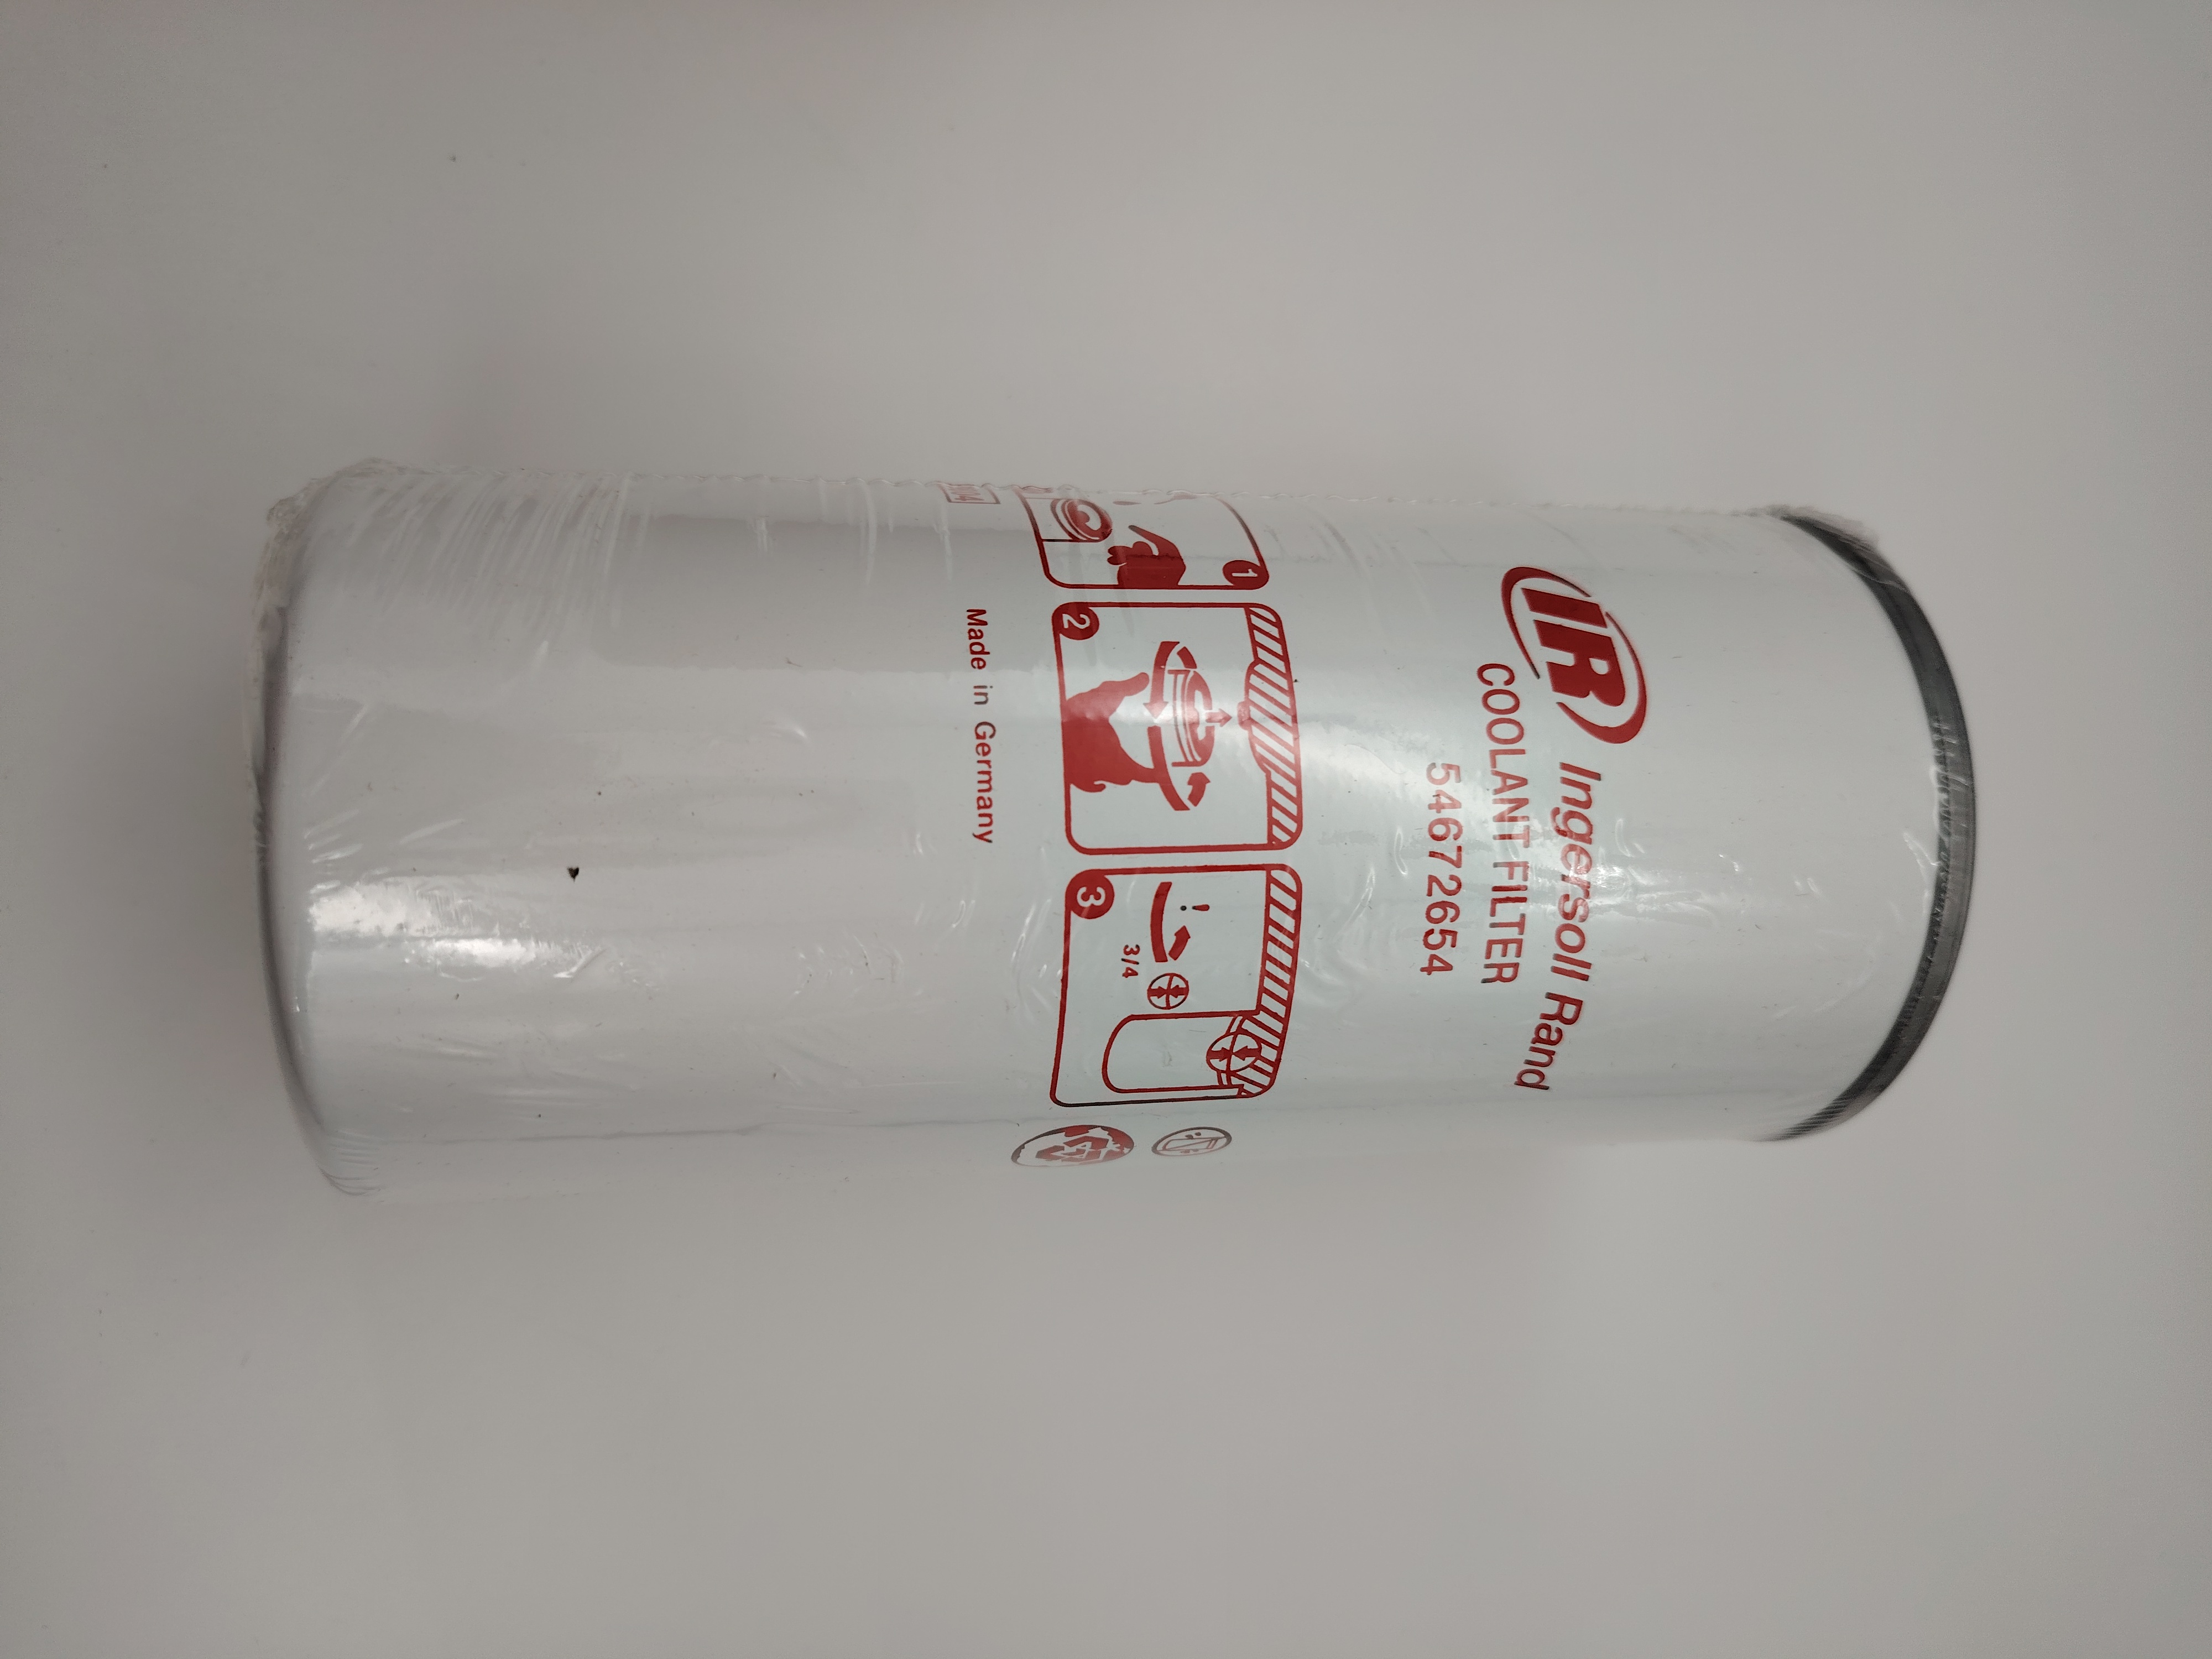 IR Ingersoll Rand
COOLANT FILTER
54672654
1
2
3
!
3/4
Made in Germany